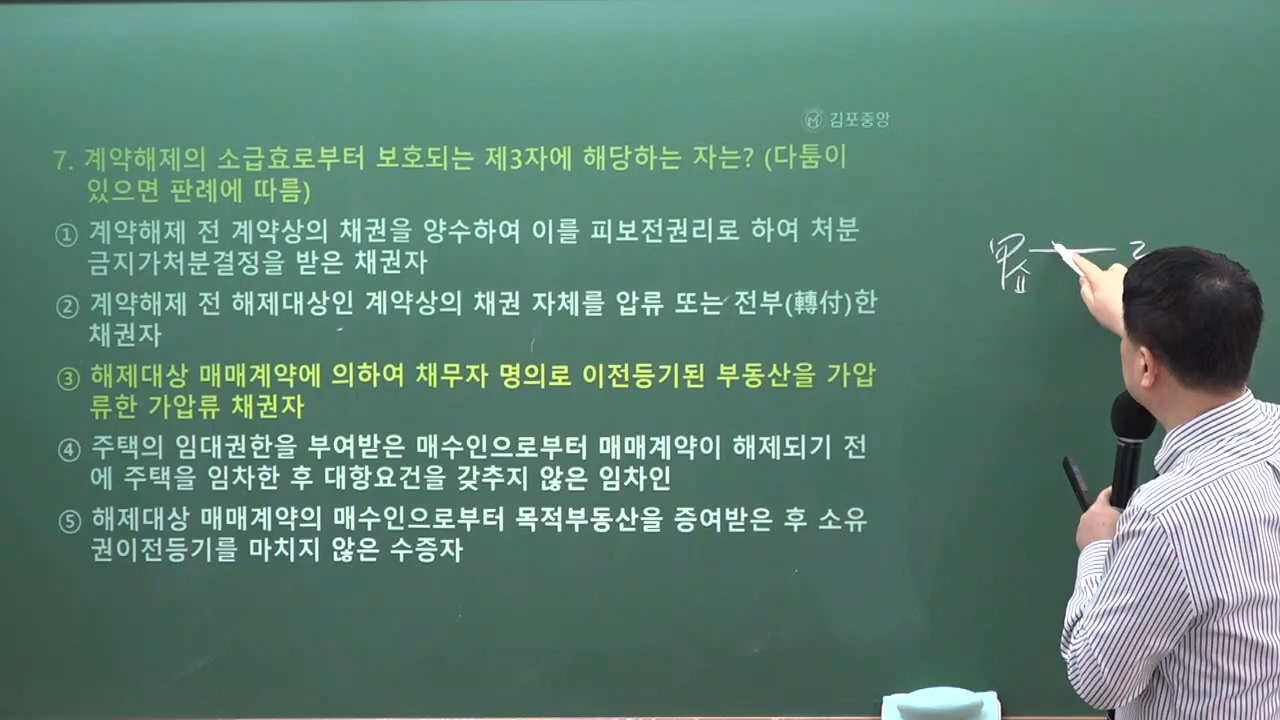 김포중앙
7. 계약해제의 소급효로부터 보호되는 제3자에 해당하는 자는? (다툼이
있으면 판례에 따름)
① 계약해제 전 계약상의 채권을 양수하여 이를 피보전권리로 하여 처분
금지가처분결정을 받은 채권자
② 계약해제 전 해제대상인 계약상의 채권 자체를 압류 또는 전부(轉付)한
채권자
③ 해제대상 매매계약에 의하여 채무자 명의로 이전등기된 부동산을 가압
류한 가압류 채권자
④ 주택의 임대권한을 부여받은 매수인으로부터 매매계약이 해제되기 전
에 주택을 임차한 후 대항요건을 갖추지 않은 임차인
⑤ 해제대상 매매계약의 매수인으로부터 목적부동산을 증여받은 후 소유
권이전등기를 마치지 않은 수증자